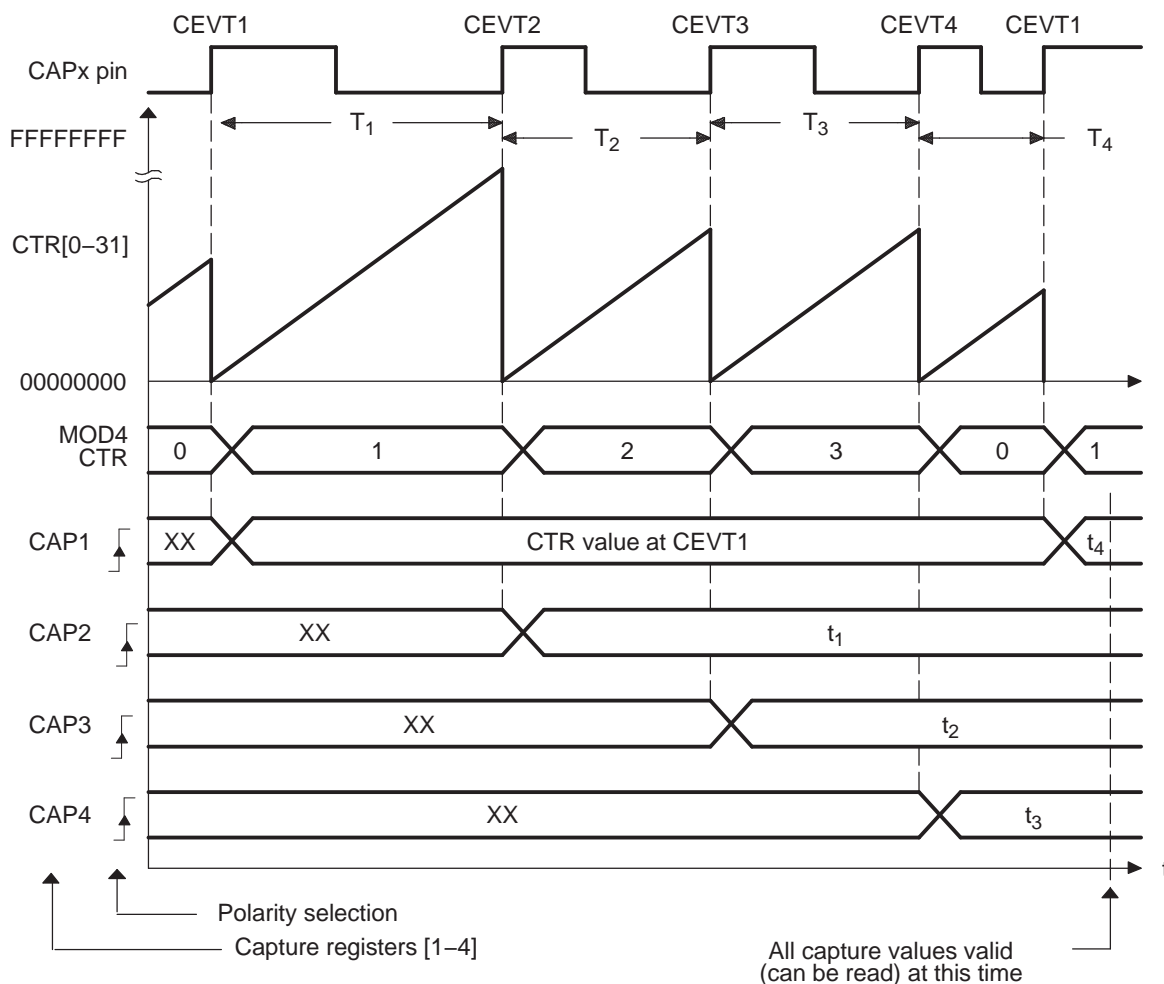 CEVT1 CEVT2 CEVT3 CEVT4 CEVT1
CAPx pin
T1 T2 T3 T4
FFFFFFFF
CTR[0−31]
00000000
MOD4
CTR
0 1 2 3 0 1
CAP1 XX CTR value at CEVT1 t4
CAP2 XX t1
CAP3 XX t2
CAP4 XX t3
t
Polarity selection
Capture registers [1−4]
All capture values valid
(can be read) at this time